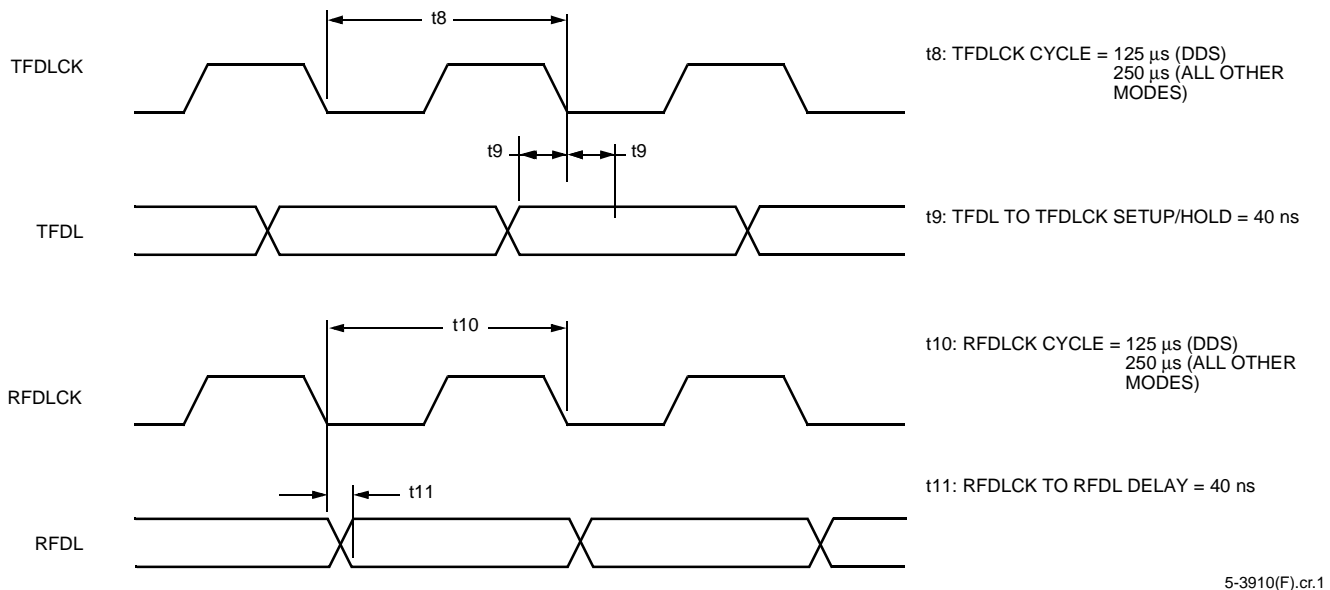 t8
TFDLCK
t8: TFDLCK CYCLE = 125 μs (DDS)
250 μs (ALL OTHER
MODES)
t9
t9
TFDL
t9: TFDL TO TFDLCK SETUP/HOLD = 40 ns
t10
t10: RFDLCK CYCLE = 125 μs (DDS)
250 μs (ALL OTHER
MODES)
RFDLCK
t11
t11: RFDLCK TO RFDL DELAY = 40 ns
RFDL
5-3910(F).cr.1